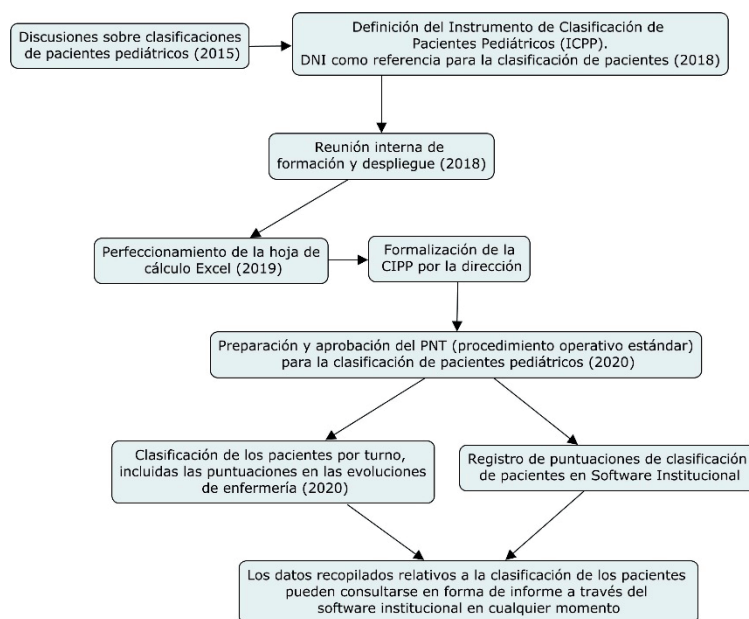 Discusiones sobre clasificaciones
de pacientes pediátricos (2015)
Definición del Instrumento de Clasificación de
Pacientes Pediátricos (ICPP).
DNI como referencia para la clasificación de pacientes (2018)
Reunión interna de
formación y despliegue (2018)
Perfeccionamiento de la hoja de
cálculo Excel (2019)
Formalización de la
CIPP por la dirección
Preparación y aprobación del PNT (procedimiento operativo estándar)
para la clasificación de pacientes pediátricos (2020)
Clasificación de los pacientes por turno,
incluidas las puntuaciones en las evoluciones
de enfermería (2020)
Registro de puntuaciones de clasificación
de pacientes en Software Institucional
Los datos recopilados relativos a la clasificación de los pacientes
pueden consultarse en forma de informe a través del
software institucional en cualquier momento